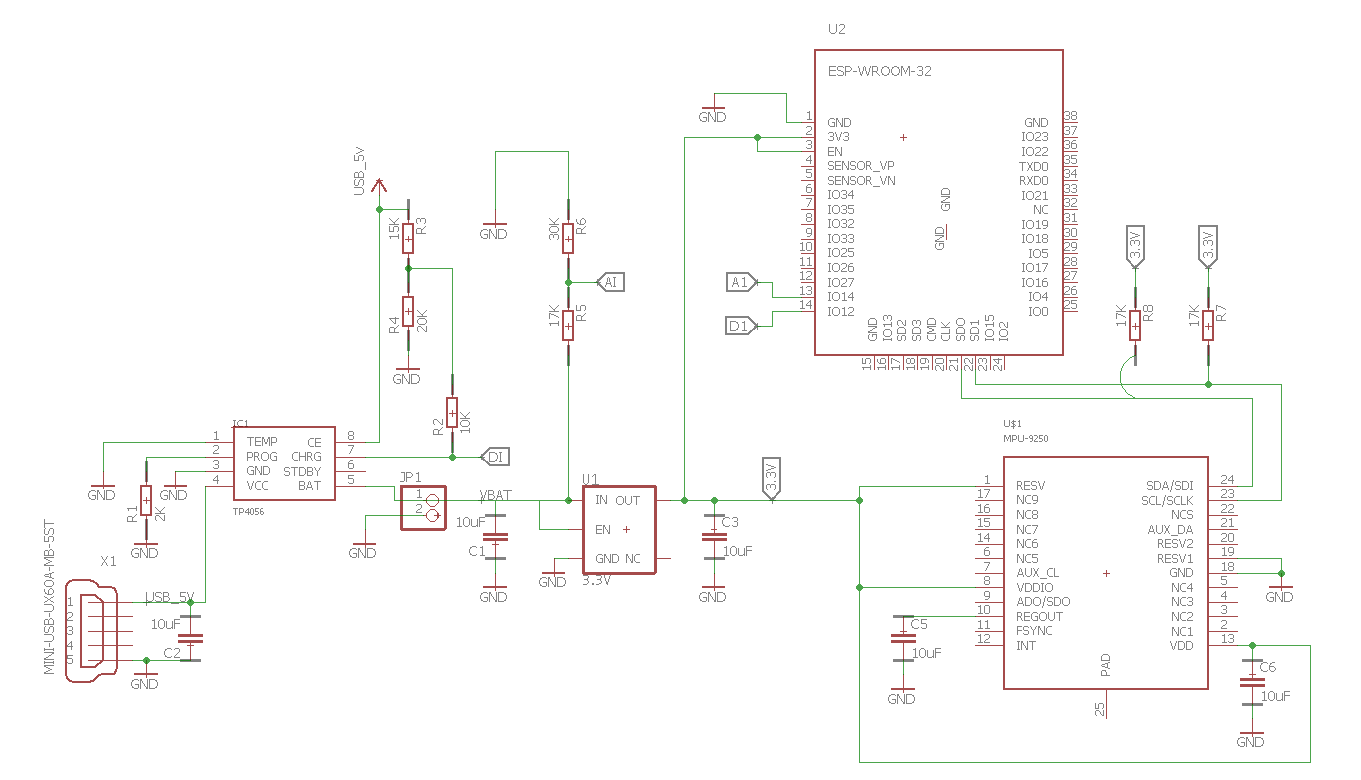 U2
ESP-WROOM-32
1 GND
2 3V3
3 EN
4 SENSOR_VP
5 SENSOR_VN
6 IO34
7 IO35
8 IO32
9 IO33
10 IO25
11 IO26
12 IO27
13 IO14
14 IO12
GND 38
IO23 37
IO22 36
TXD0 35
RXD0 34
IO21 33
NC 32
IO19 31
IO18 30
IO5 29
IO17 28
IO16 27
IO4 26
IO0 25
GND
GND
GND 15
IO13 16
SD2 17
SD3 18
CMD 19
CLK 20
SDO 21
SD1 22
IO15 23
IO2 24
GND
A1
D1
USB_5V
15K R3
R4 20K
GND
R2 10K
DI
GND
30K R6
AI
17K R5
3.3V
17K R8
3.3V
17K R7
IC1
1 TEMP
2 PROG
3 GND
4 VCC
CE 8
CHRG 7
STDBY 6
BAT 5
TP4056
GND
GND
R1 2K
GND
JP1
1
2
GND
VBAT
10uF
C1
GND
U1
IN OUT
EN
GND NC
3.3V
GND
3.3V
C3
10uF
GND
X1
MINI-USB-UX60A-MB-5ST
1
2
3
4
5
USB_5V
10uF
C2
GND
U$1
MPU-9250
1 RESV
17 NC9
16 NC8
15 NC7
14 NC6
6 NC5
7 AUX_CL
8 VDDIO
9 ADO/SDO
10 REGOUT
11 FSYNC
12 INT
SDA/SDI 24
SCL/SCLK 23
NCS 22
AUX_DA 21
RESV2 20
RESV1 19
GND 18
NC4 5
NC3 4
NC2 3
NC1 2
VDD 13
PAD
25
GND
C5
10uF
GND
C6
10uF
GND